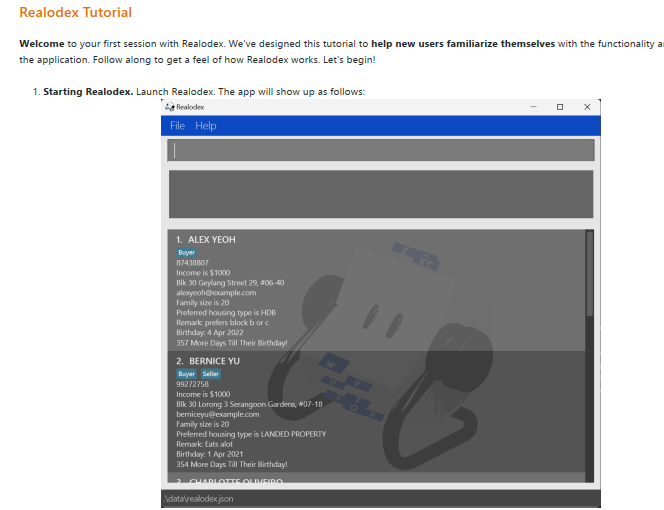 Realodex Tutorial
Welcome to your first session with Realodex. We've designed this tutorial to help new users familiarize themselves with the functionality
the application. Follow along to get a feel of how Realodex works. Let's begin!
1. Starting Realodex. Launch Realodex. The app will show up as follows:
Realodex
File Help
1. ALEX YEOH
Buyer
87438807
Income is $1000
Blk 30 Geylang Street 29, #06-40
alexyeoh@example.com
Family size is 20
Preferred housing type is HDB
Remark: prefers block b or c
Birthday: 4 Apr 2022
357 More Days Till Their Birthday!
2. BERNICE YU
Buyer Seller
99272758
Income is $1000
Blk 30 Lorong 3 Serangoon Gardens, #07-18
berniceyu@example.com
Family size is 20
Preferred housing type is LANDED PROPERTY
Remark: Eats alot
Birthday: 1 Apr 2021
354 More Days Till Their Birthday!
3. CHARLOTTE OLIVEIRO
\data\realodex.json